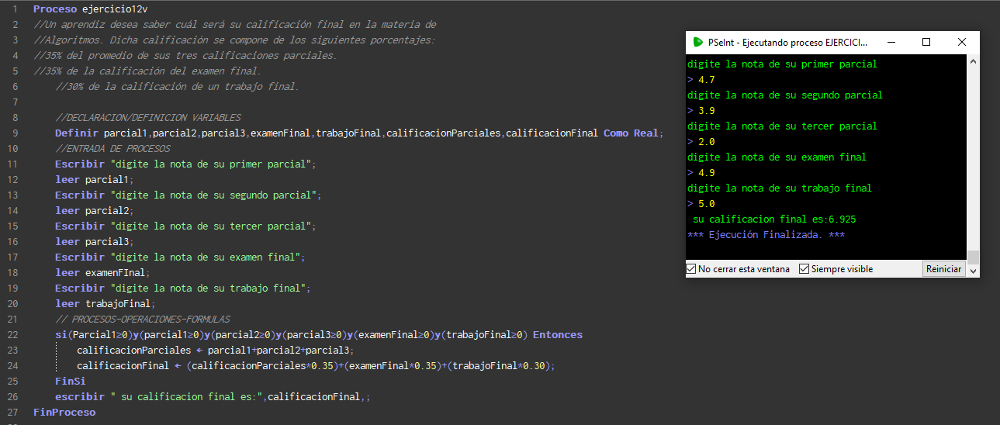 1 Proceso ejercicio12v
2 //Un aprendiz desea saber cuál será su calificación final en la materia de
3 //Algoritmos. Dicha calificación se compone de los siguientes porcentajes:
4 //35% del promedio de sus tres calificaciones parciales.
5 //35% de la calificación del examen final.
6 //30% de la calificación de un trabajo final.
7
8 //DECLARACION/DEFINICION VARIABLES
9 Definir parcial1,parcial2,parcial3,examenFinal,trabajoFinal,calificacionParciales,calificacionFinal Como Real;
10 //ENTRADA DE PROCESOS
11 Escribir "digite la nota de su primer parcial";
12 leer parcial1;
13 Escribir "digite la nota de su segundo parcial";
14 leer parcial2;
15 Escribir "digite la nota de su tercer parcial";
16 leer parcial3;
17 Escribir "digite la nota de su examen final";
18 leer examenFInal;
19 Escribir "digite la nota de su trabajo final";
20 leer trabajoFinal;
21 // PROCESOS-OPERACIONES-FORMULAS
22 si(Parcial1≥0)y(parcial1≥0)y(parcial2≥0)y(parcial3≥0)y(examenFinal≥0)y(trabajoFinal≥0) Entonces
23 calificacionParciales ← parcial1+parcial2+parcial3;
24 calificacionFinal ← (calificacionParciales*0.35)+(examenFinal*0.35)+(trabajoFinal*0.30);
25 FinSi
26 escribir " su calificacion final es:",calificacionFinal,;
27 FinProceso
PSeInt - Ejecutando proceso EJERCICI...
digite la nota de su primer parcial
> 4.7
digite la nota de su segundo parcial
> 3.9
digite la nota de su tercer parcial
> 2.0
digite la nota de su examen final
> 4.9
digite la nota de su trabajo final
> 5.0
su calificacion final es:6.925
*** Ejecución Finalizada. ***
No cerrar esta ventana Siempre visible Reiniciar